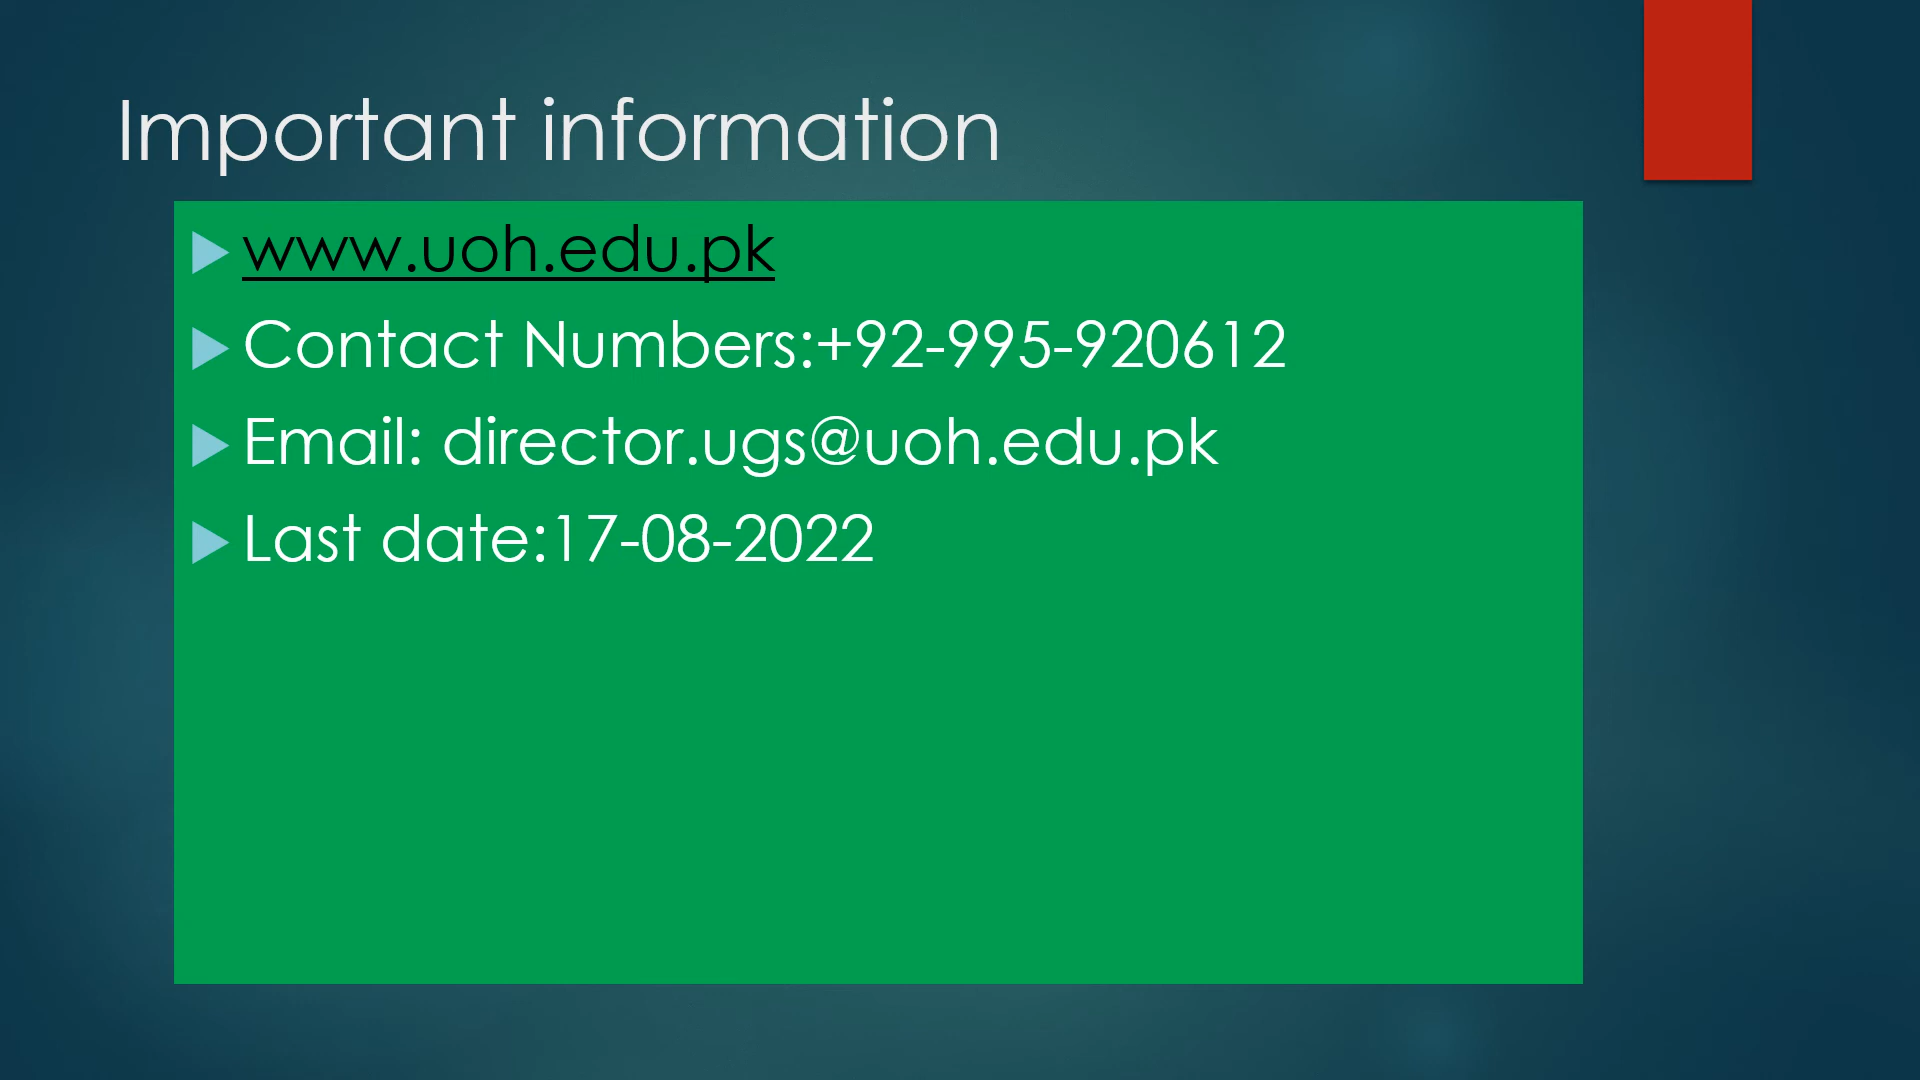 Important information
www.uoh.edu.pk
Contact Numbers:+92-995-920612
Email: director.ugs@uoh.edu.pk
Last date:17-08-2022